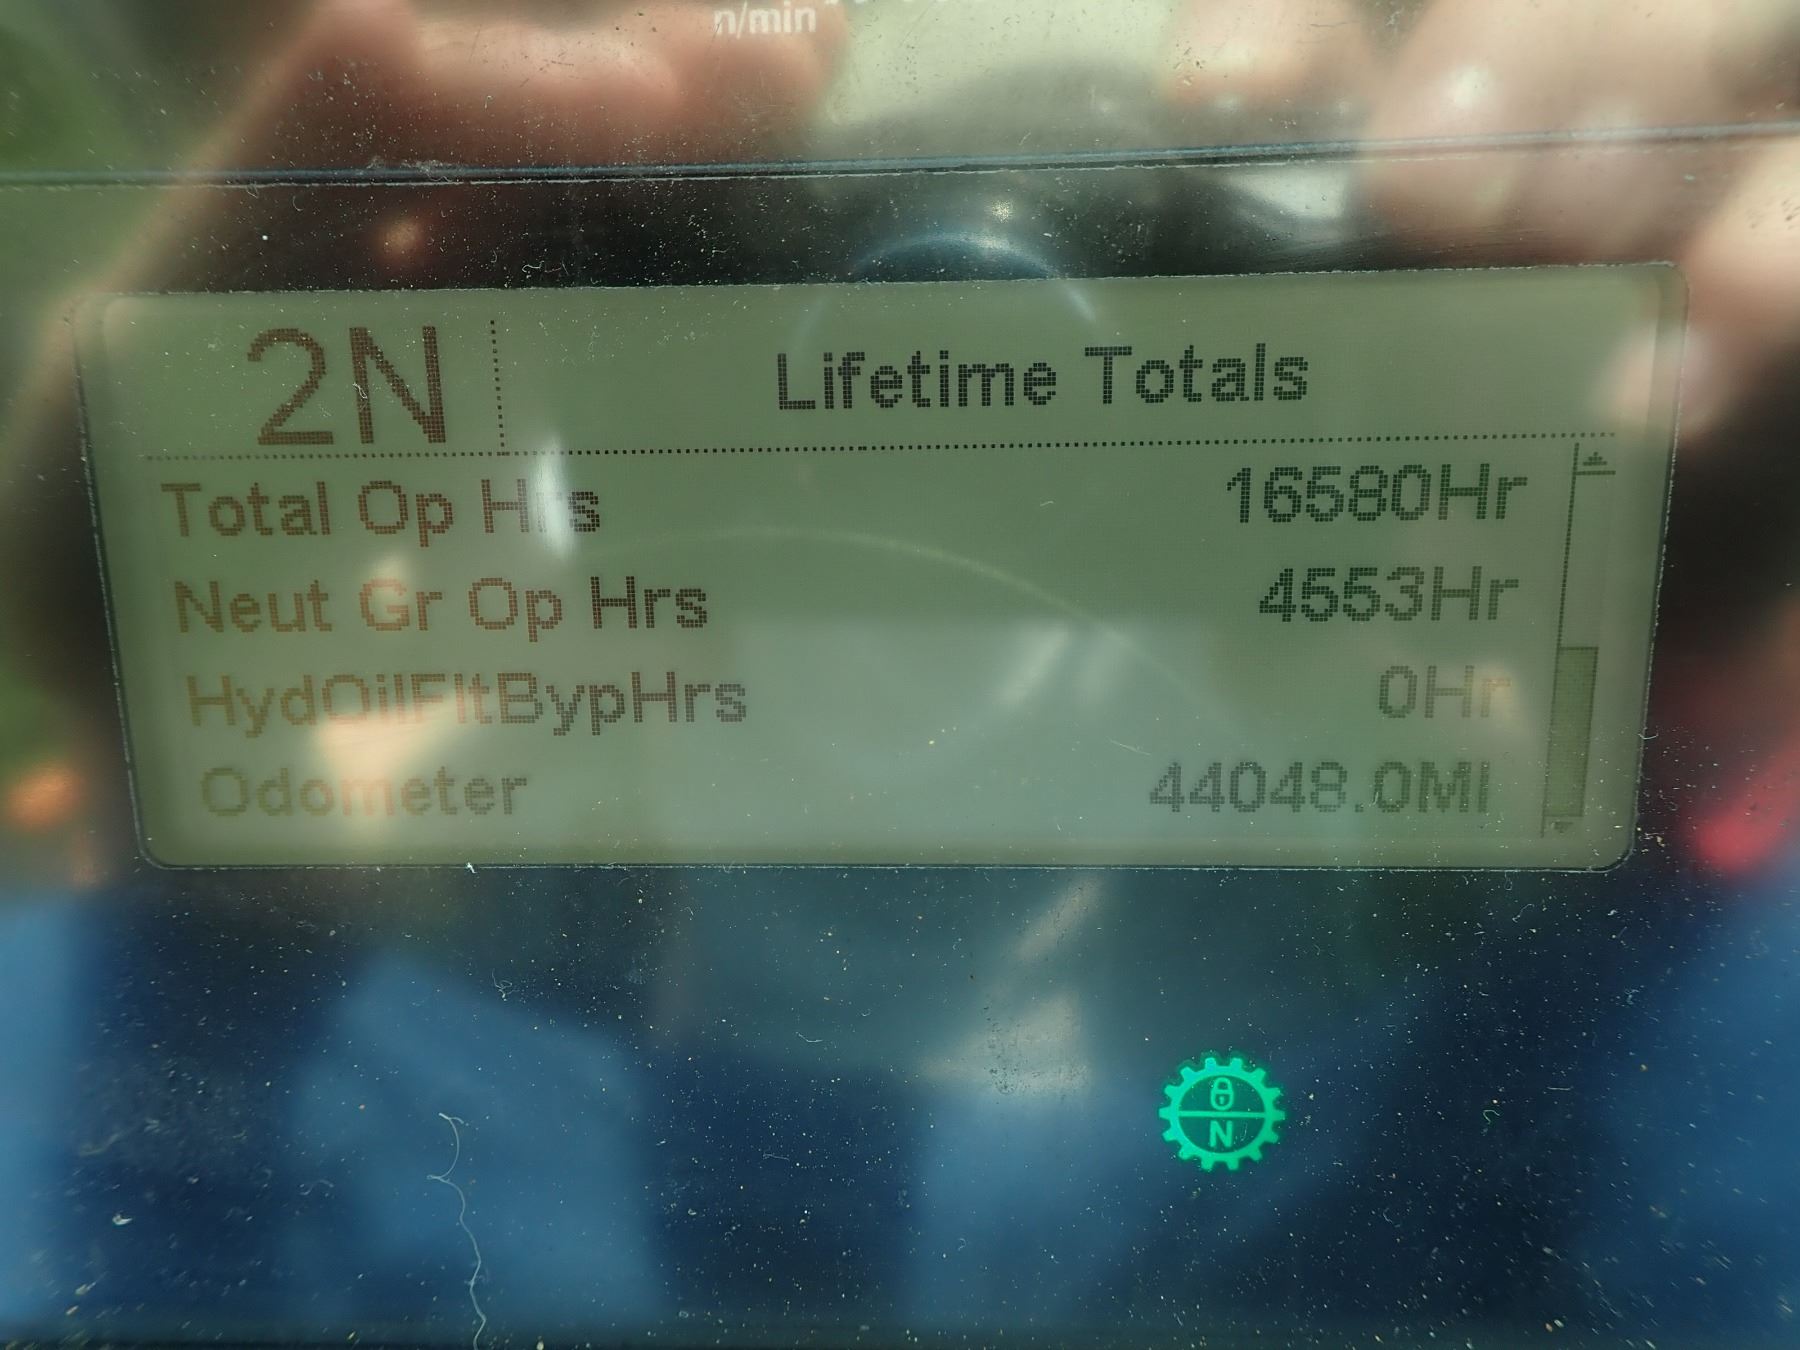 n/min
2N Lifetime Totals
Total Op Hrs 16580Hr
Neut Gr Op Hrs 4553Hr
HydOilFltBypHrs 0Hr
Odometer 44048.0MI
N